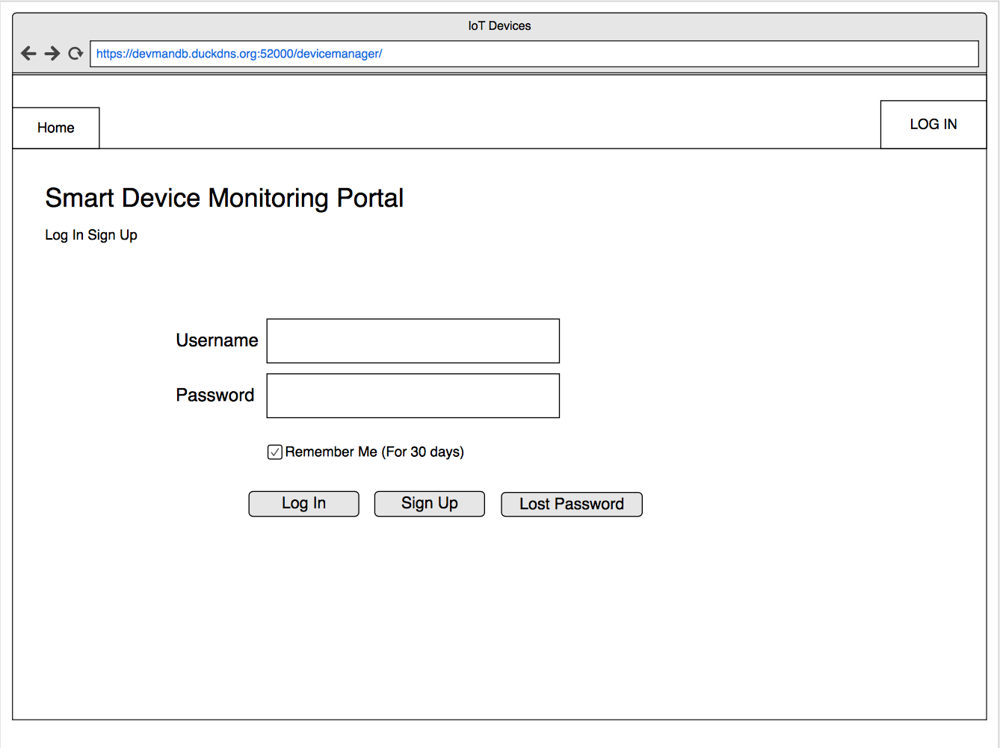 IoT Devices
https://devmandb.duckdns.org:52000/devicemanager/
Home
LOG IN
Smart Device Monitoring Portal
Log In Sign Up
Username
Password
Remember Me (For 30 days)
Log In
Sign Up
Lost Password